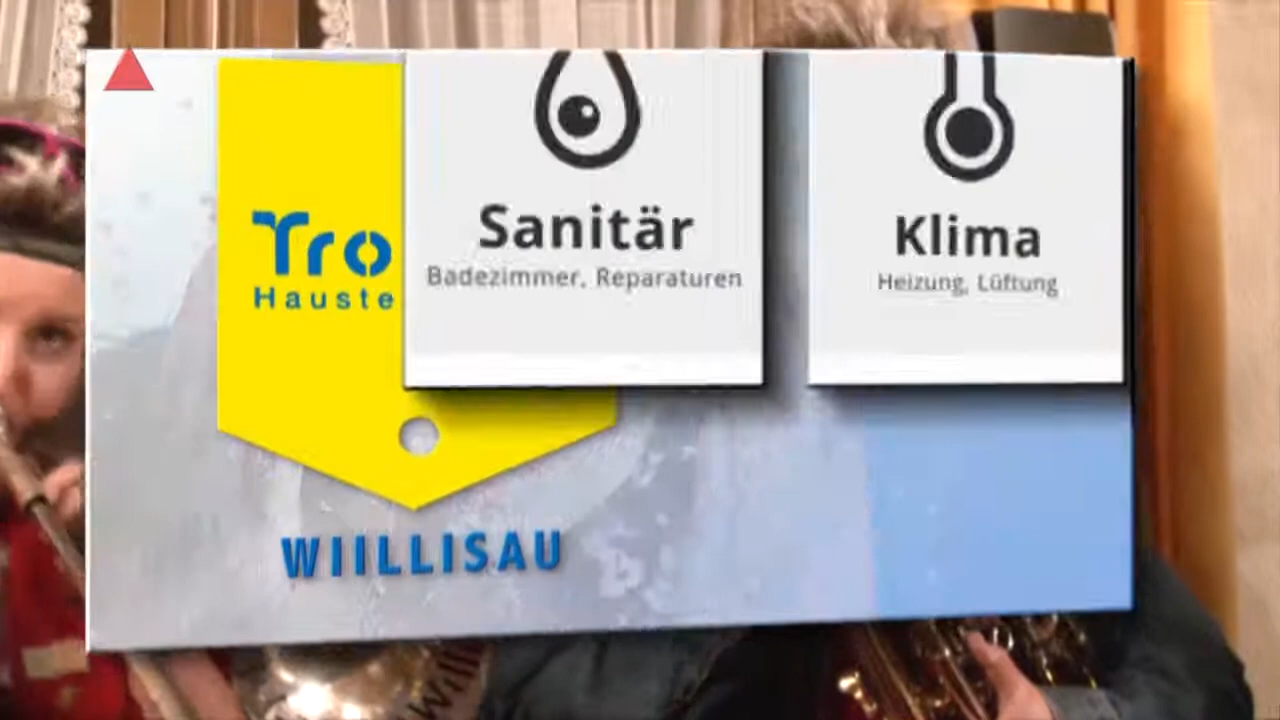 Tro
Hauste
Sanitär
Badezimmer, Reparaturen
Klima
Heizung, Lüftung
WIILLISAU